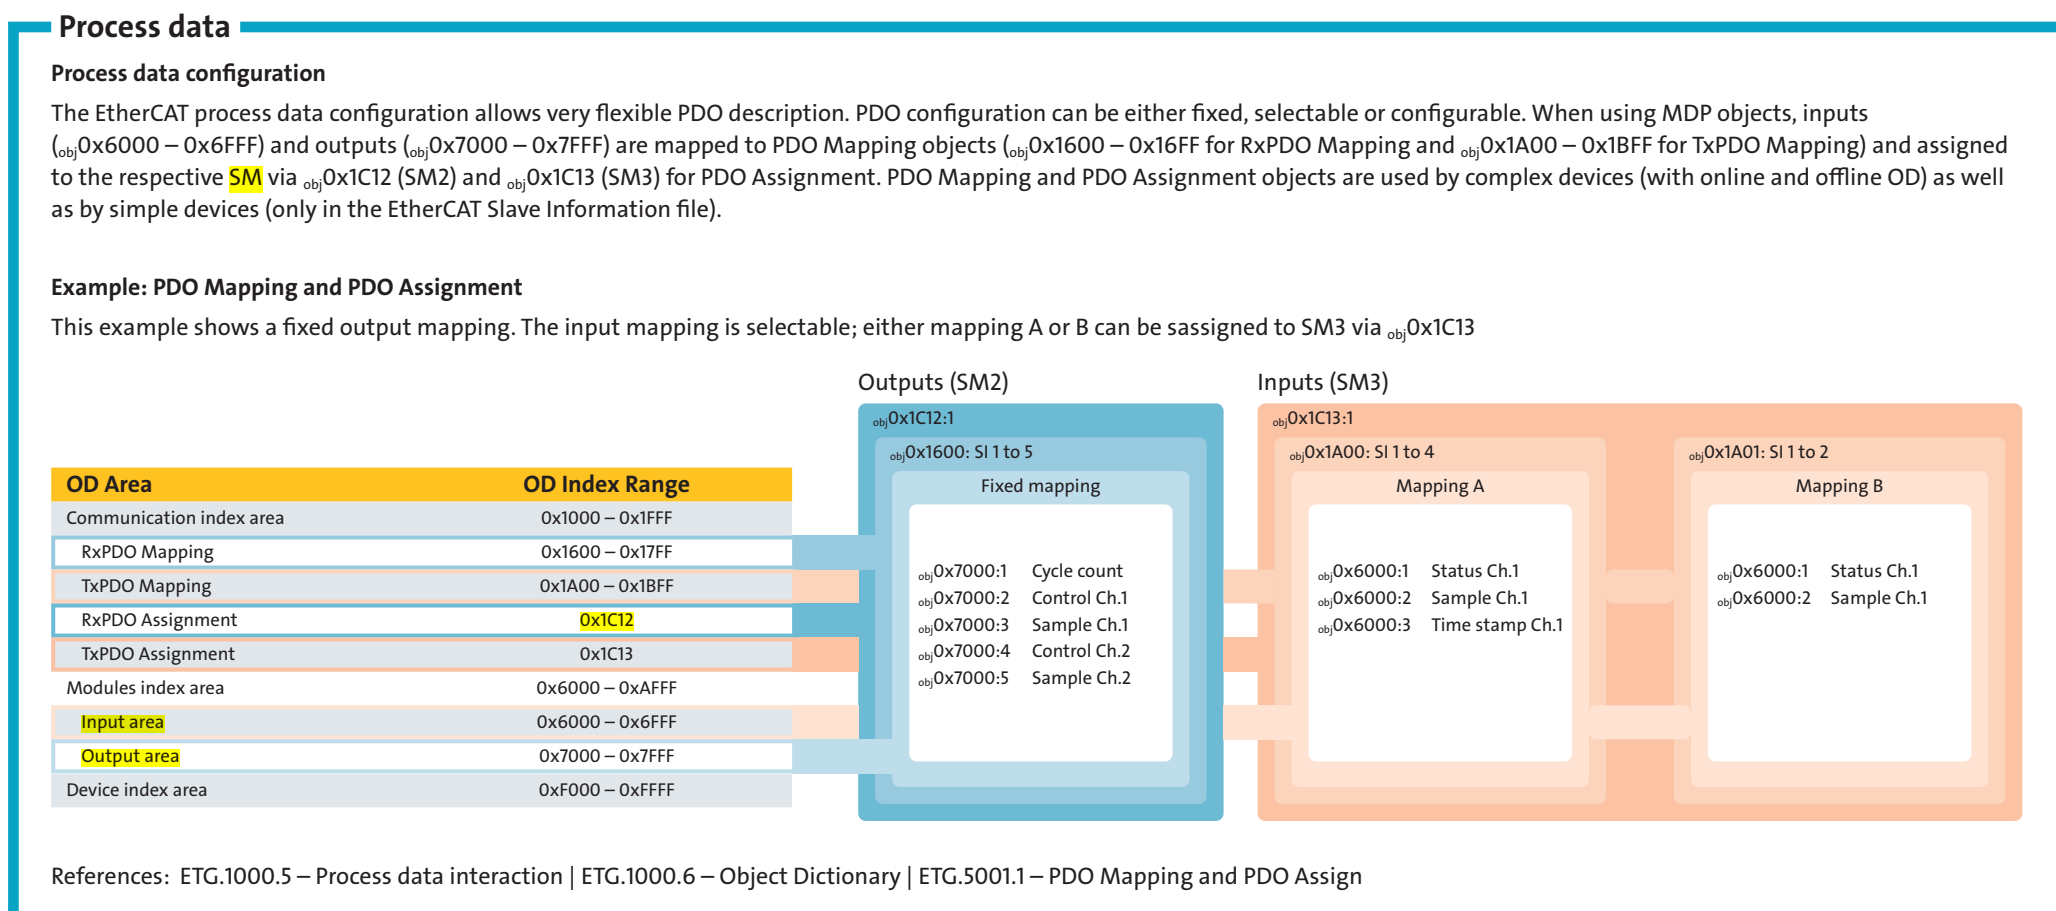 Process data
Process data configuration
The EtherCAT process data configuration allows very flexible PDO description. PDO configuration can be either fixed, selectable or configurable. When using MDP objects, inputs
(obj0x6000 – 0x6FFF) and outputs (obj0x7000 – 0x7FFF) are mapped to PDO Mapping objects (obj0x1600 – 0x16FF for RxPDO Mapping and obj0x1A00 – 0x1BFF for TxPDO Mapping) and assigned
to the respective SM via obj0x1C12 (SM2) and obj0x1C13 (SM3) for PDO Assignment. PDO Mapping and PDO Assignment objects are used by complex devices (with online and offline OD) as well
as by simple devices (only in the EtherCAT Slave Information file).
Example: PDO Mapping and PDO Assignment
This example shows a fixed output mapping. The input mapping is selectable; either mapping A or B can be sassigned to SM3 via obj0x1C13
OD Area OD Index Range
Communication index area 0x1000 – 0x1FFF
RxPDO Mapping 0x1600 – 0x17FF
TxPDO Mapping 0x1A00 – 0x1BFF
RxPDO Assignment 0x1C12
TxPDO Assignment 0x1C13
Modules index area 0x6000 – 0xAFFF
Input area 0x6000 – 0x6FFF
Output area 0x7000 – 0x7FFF
Device index area 0xF000 – 0xFFFF
Outputs (SM2)
obj0x1C12:1
obj0x1600: SI 1 to 5
Fixed mapping
obj0x7000:1 Cycle count
obj0x7000:2 Control Ch.1
obj0x7000:3 Sample Ch.1
obj0x7000:4 Control Ch.2
obj0x7000:5 Sample Ch.2
Inputs (SM3)
obj0x1C13:1
obj0x1A00: SI 1 to 4
Mapping A
obj0x6000:1 Status Ch.1
obj0x6000:2 Sample Ch.1
obj0x6000:3 Time stamp Ch.1
obj0x1A01: SI 1 to 2
Mapping B
obj0x6000:1 Status Ch.1
obj0x6000:2 Sample Ch.1
References: ETG.1000.5 – Process data interaction | ETG.1000.6 – Object Dictionary | ETG.5001.1 – PDO Mapping and PDO Assign